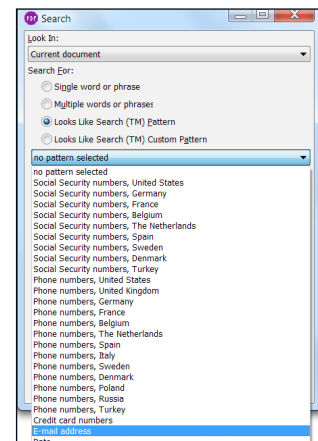 PDF Search
Look In:
Current document
Search For:
Single word or phrase
Multiple words or phrases
Looks Like Search (TM) Pattern
Looks Like Search (TM) Custom Pattern
no pattern selected
no pattern selected
Social Security numbers, United States
Social Security numbers, Germany
Social Security numbers, France
Social Security numbers, Belgium
Social Security numbers, The Netherlands
Social Security numbers, Spain
Social Security numbers, Sweden
Social Security numbers, Denmark
Social Security numbers, Turkey
Phone numbers, United States
Phone numbers, United Kingdom
Phone numbers, Germany
Phone numbers, France
Phone numbers, Belgium
Phone numbers, The Netherlands
Phone numbers, Spain
Phone numbers, Italy
Phone numbers, Sweden
Phone numbers, Denmark
Phone numbers, Poland
Phone numbers, Russia
Phone numbers, Turkey
Credit card numbers
E-mail address